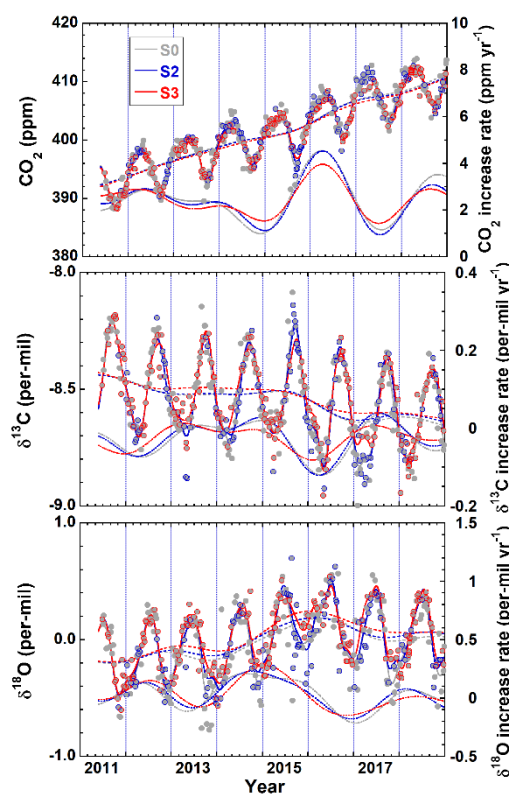 420
10
S0
S2
S3
410
8
400
6
4
390
2
380
0
CO2 (ppm)
CO2 increase rate (ppm yr-1)
-8.0
0.4
0.2
-8.5
0
-9.0
-0.2
δ13C (per-mil)
δ13C increase rate (per-mil yr-1)
1.0
1.5
1
0.0
0.5
0
-1.0
-0.5
δ18O (per-mil)
δ18O increase rate (per-mil yr-1)
2011 2013 2015 2017
Year